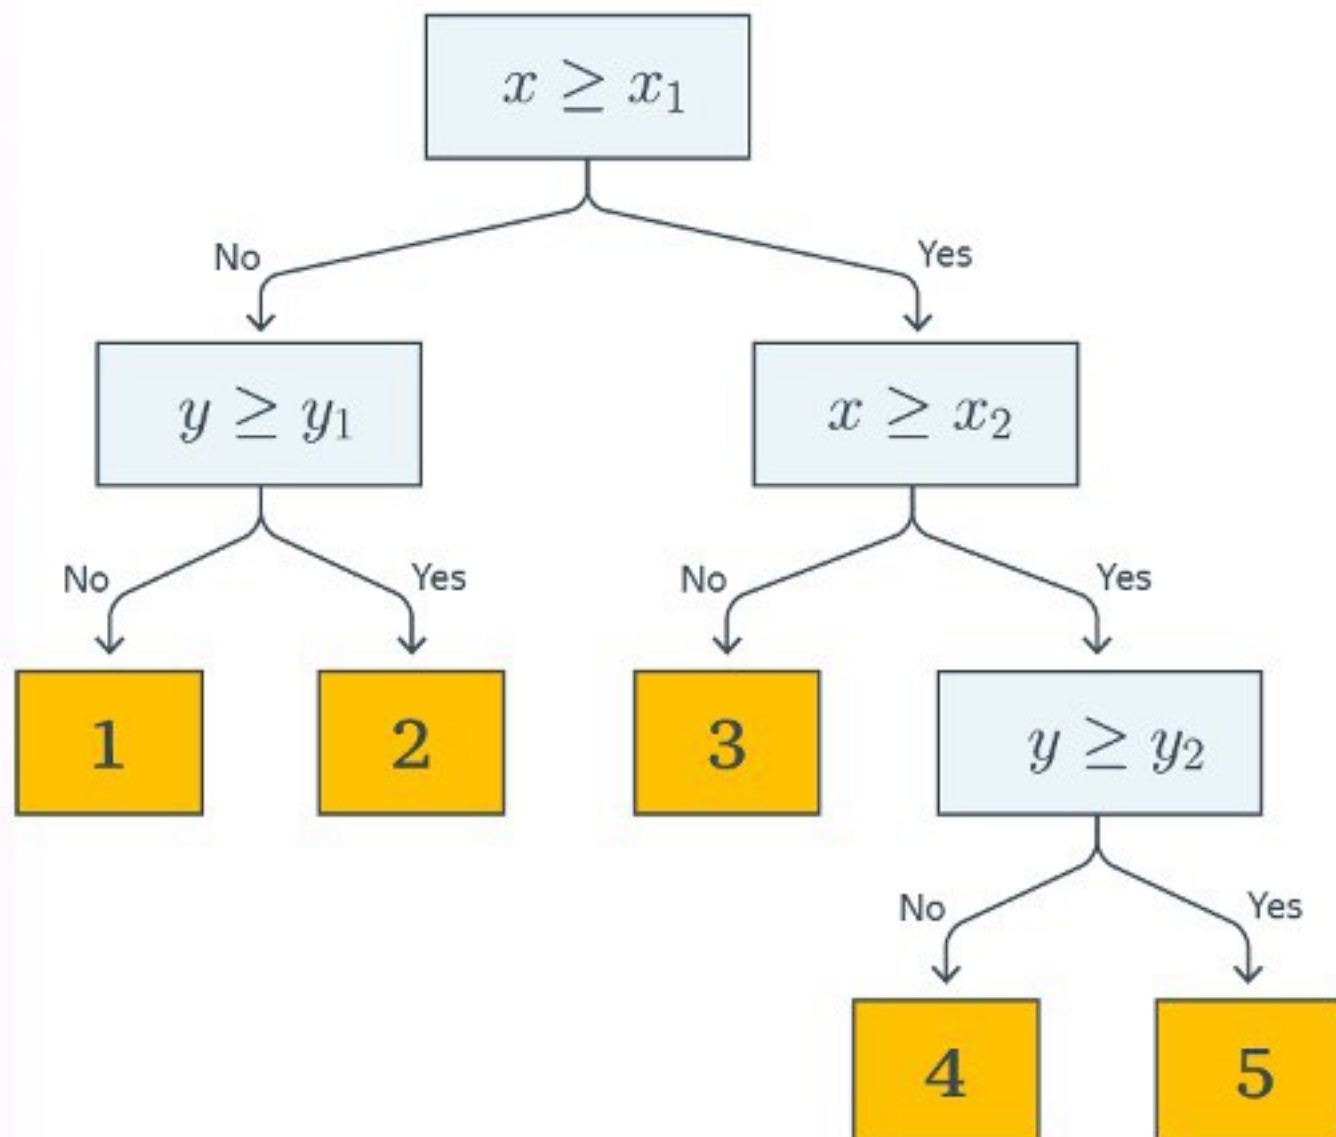 x ≥ x₁
No Yes
y ≥ y₁ x ≥ x₂
No Yes No Yes
1 2 3 y ≥ y₂
No Yes
4 5